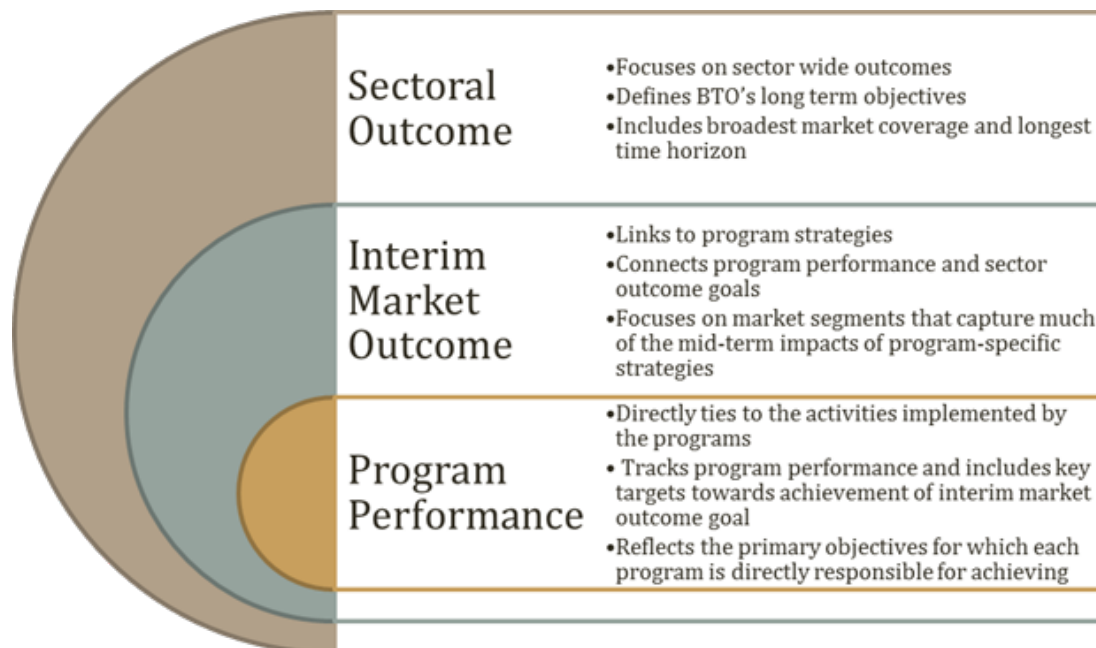 Sectoral
Outcome
•Focuses on sector wide outcomes
•Defines BTO's long term objectives
•Includes broadest market coverage and longest
time horizon
Interim
Market
Outcome
•Links to program strategies
•Connects program performance and sector
outcome goals
•Focuses on market segments that capture much
of the mid-term impacts of program-specific
strategies
Program
Performance
•Directly ties to the activities implemented by
the programs
• Tracks program performance and includes key
targets towards achievement of interim market
outcome goal
•Reflects the primary objectives for which each
program is directly responsible for achieving